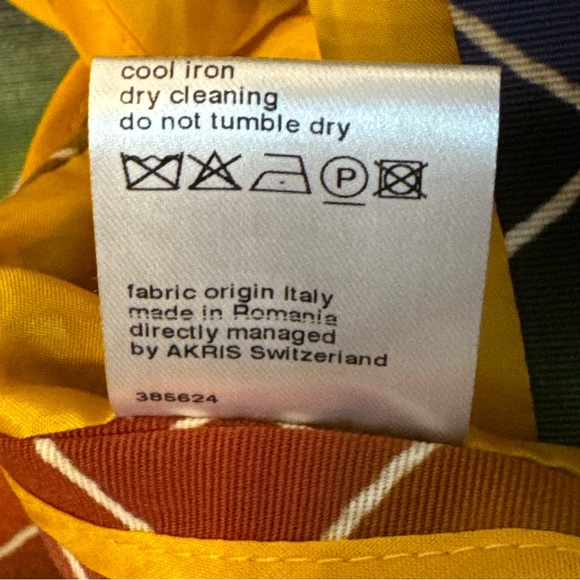 cool iron
dry cleaning
do not tumble dry
P
fabric origin Italy
made in Romania
directly managed
by AKRIS Switzerland
385624